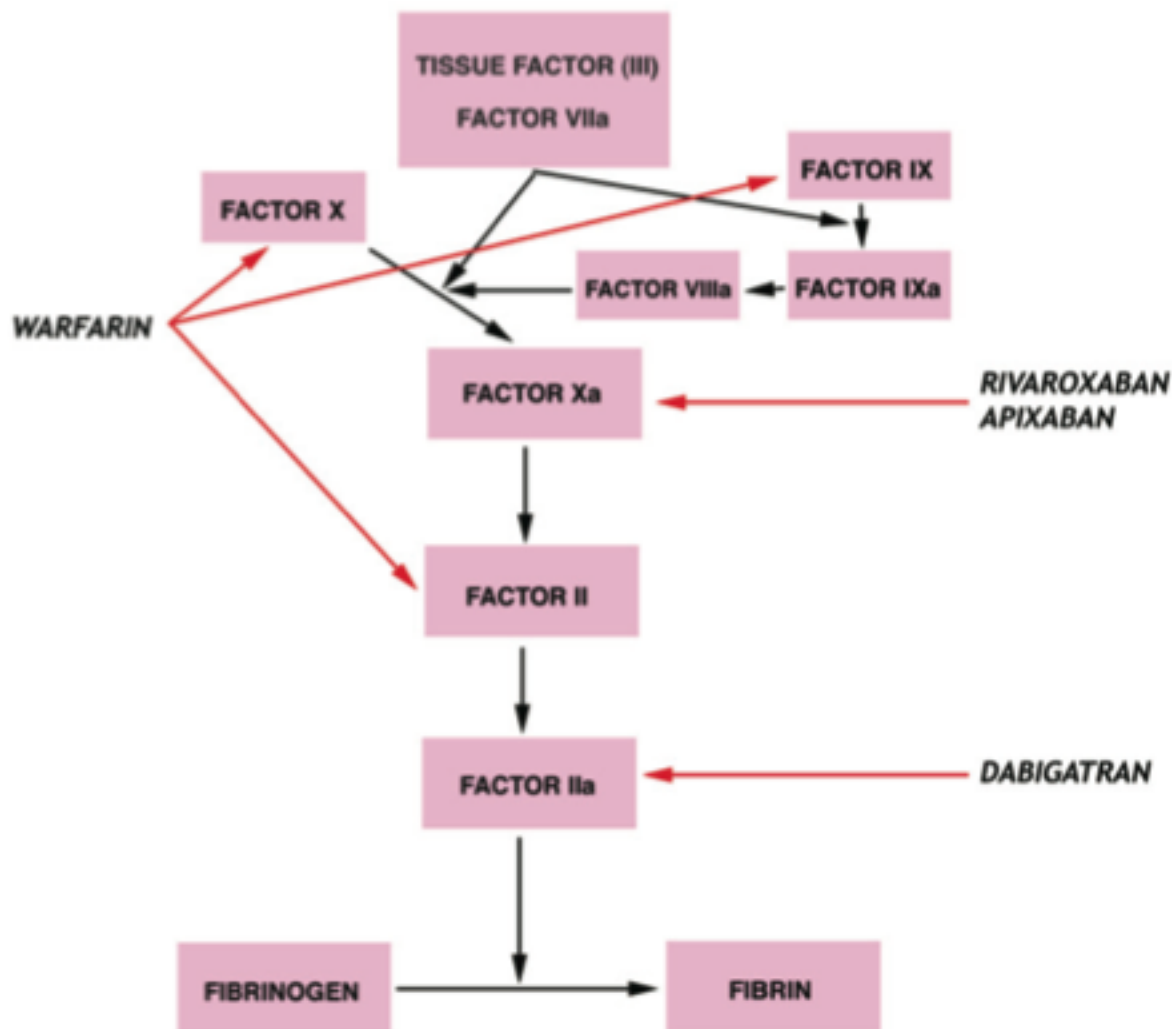 TISSUE FACTOR (III)
FACTOR VIIa
FACTOR IX
FACTOR X
FACTOR VIIIa
FACTOR IXa
WARFARIN
FACTOR Xa
RIVAROXABAN
APIXABAN
FACTOR II
FACTOR IIa
DABIGATRAN
FIBRINOGEN
FIBRIN